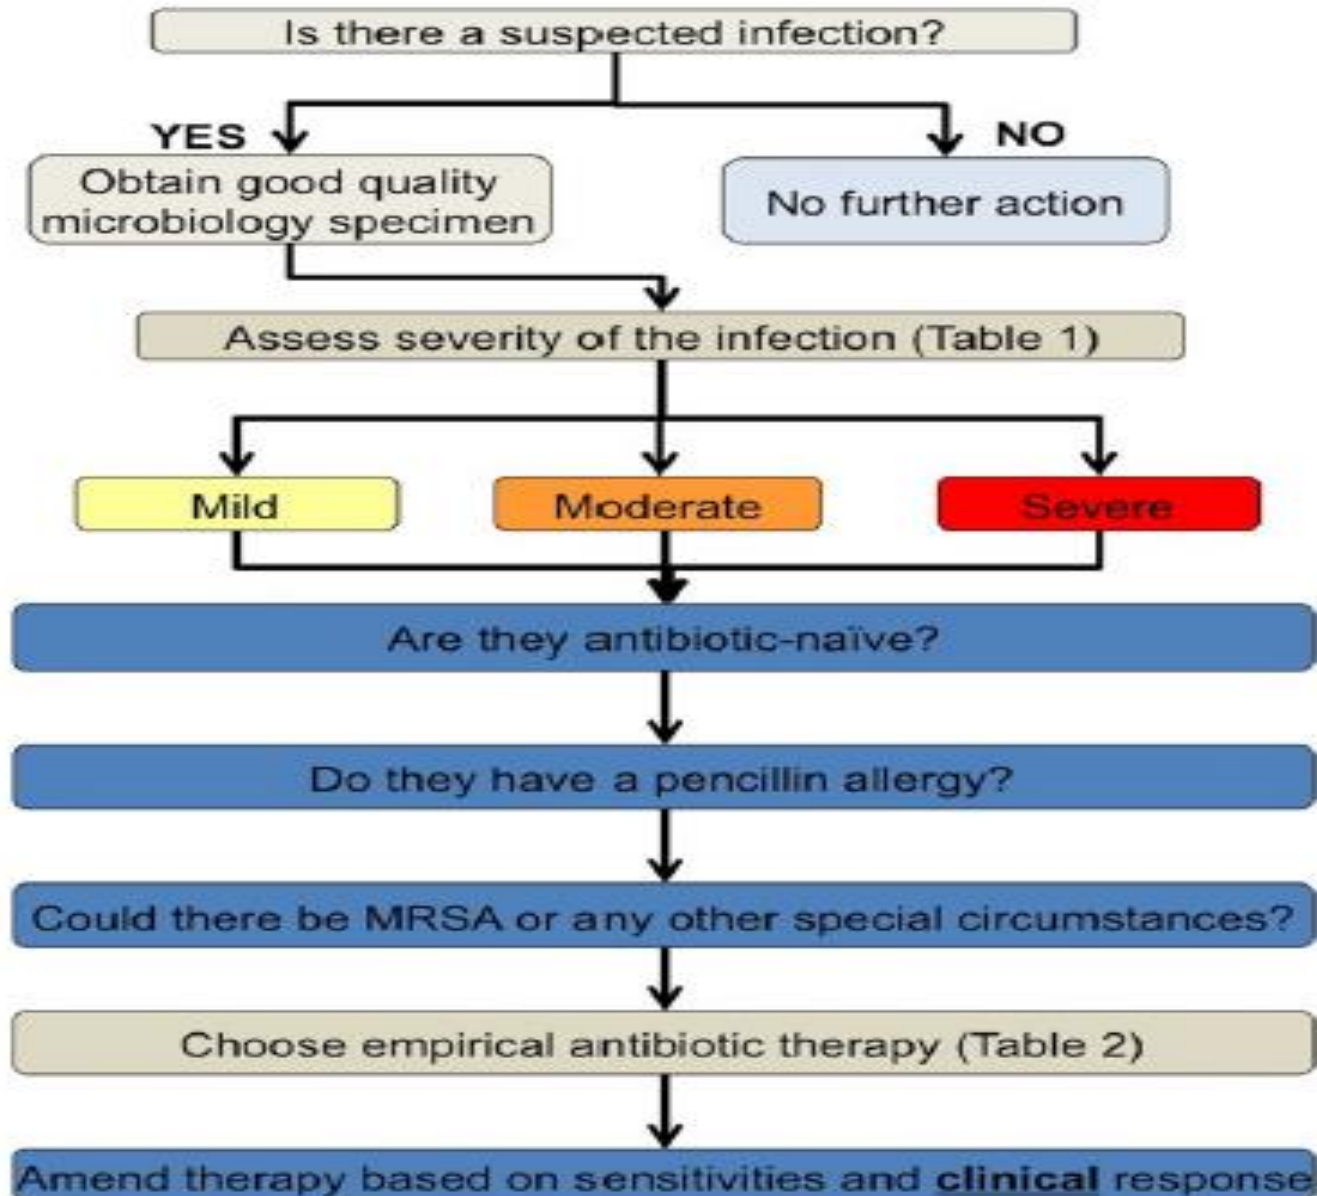 Is there a suspected infection?
YES
NO
Obtain good quality
microbiology specimen
No further action
Assess severity of the infection (Table 1)
Mild
Moderate
Severe
Are they antibiotic-naïve?
Do they have a pencillin allergy?
Could there be MRSA or any other special circumstances?
Choose empirical antibiotic therapy (Table 2)
Amend therapy based on sensitivities and clinical response